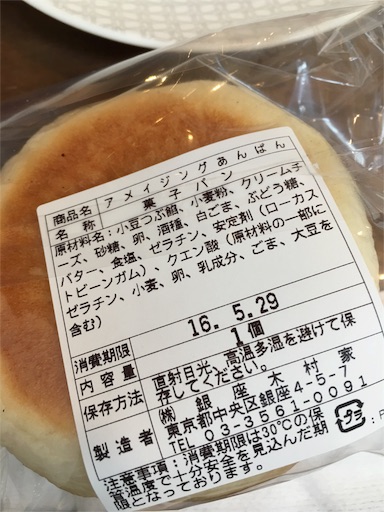 商品名 アメイジングあんぱん
名称 菓子パン
原材料名:小豆つぶ餡、小麦粉、クリームチ
ーズ、砂糖、卵、酒種、白ごま、ぶどう糖、
バター、食塩、ゼラチン、安定剤(ローカス
トビーンガム)、クエン酸(原材料の一部に
ゼラチン、小麦、卵、乳成分、ごま、大豆を
含む)
消費期限 16. 5.29
内容量 1個
保存方法 直射日光、高温多湿を避けて保
存してください。
製造者 ㈱ 銀座木村家
東京都中央区銀座4-5-7
TEL 03-3561-0091
注意事項:消費期限は30℃の保
管温度で十分安全を見込んだ期
限となっております。
プラ